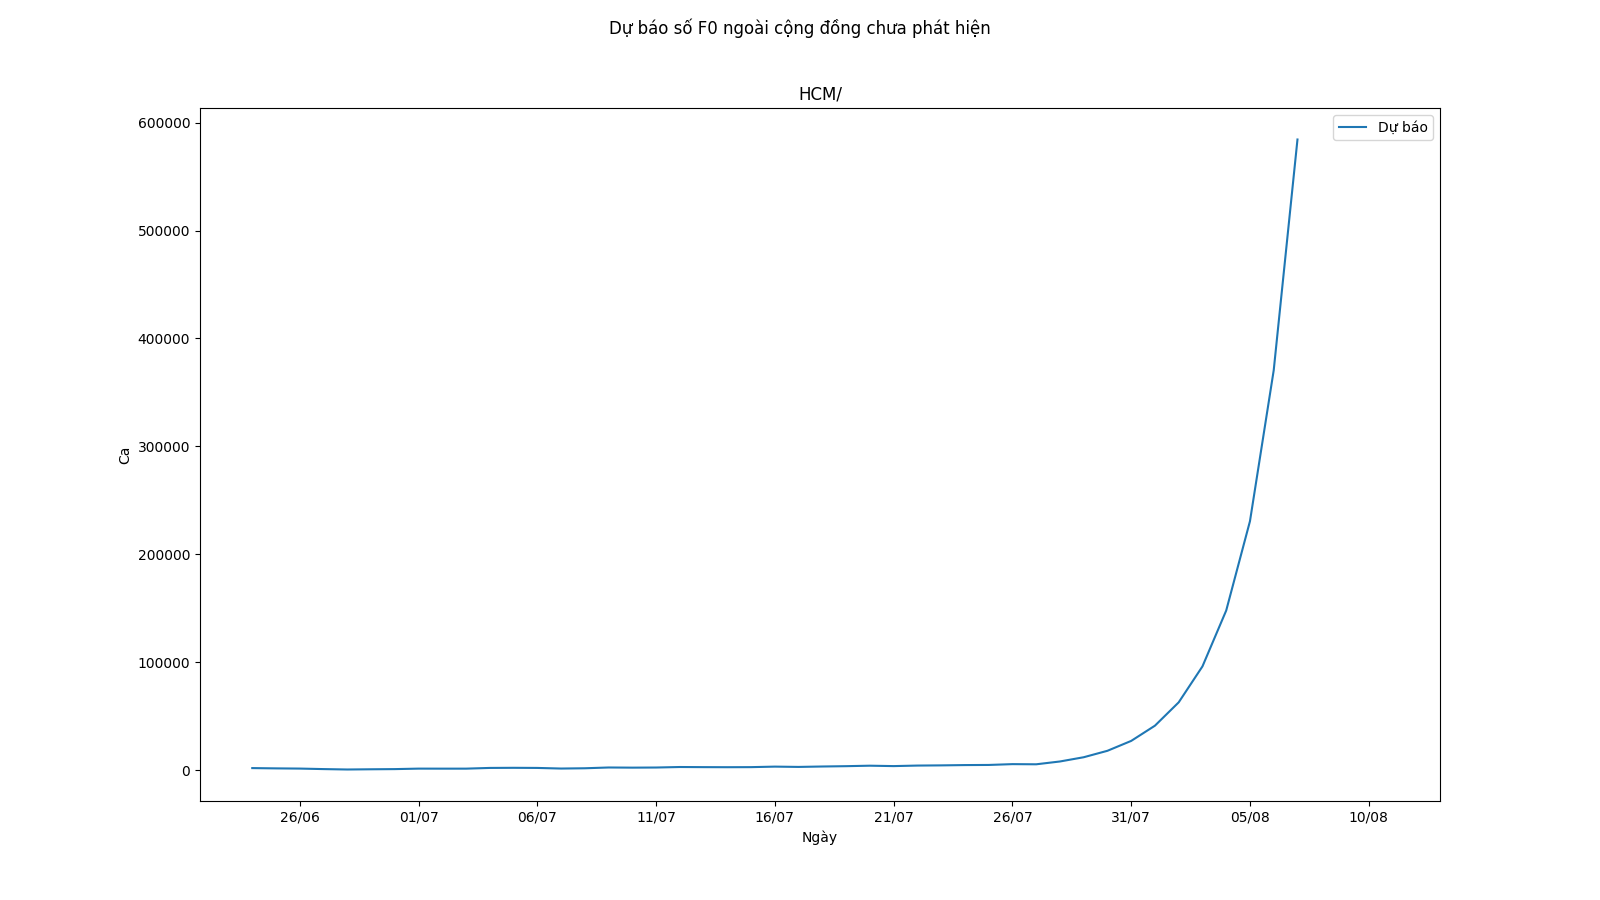 Dự báo số F0 ngoài cộng đồng chưa phát hiện
HCM/
Dự báo
600000
500000
400000
300000
200000
100000
0
Ca
26/06 01/07 06/07 11/07 16/07 21/07 26/07 31/07 05/08 10/08
Ngày